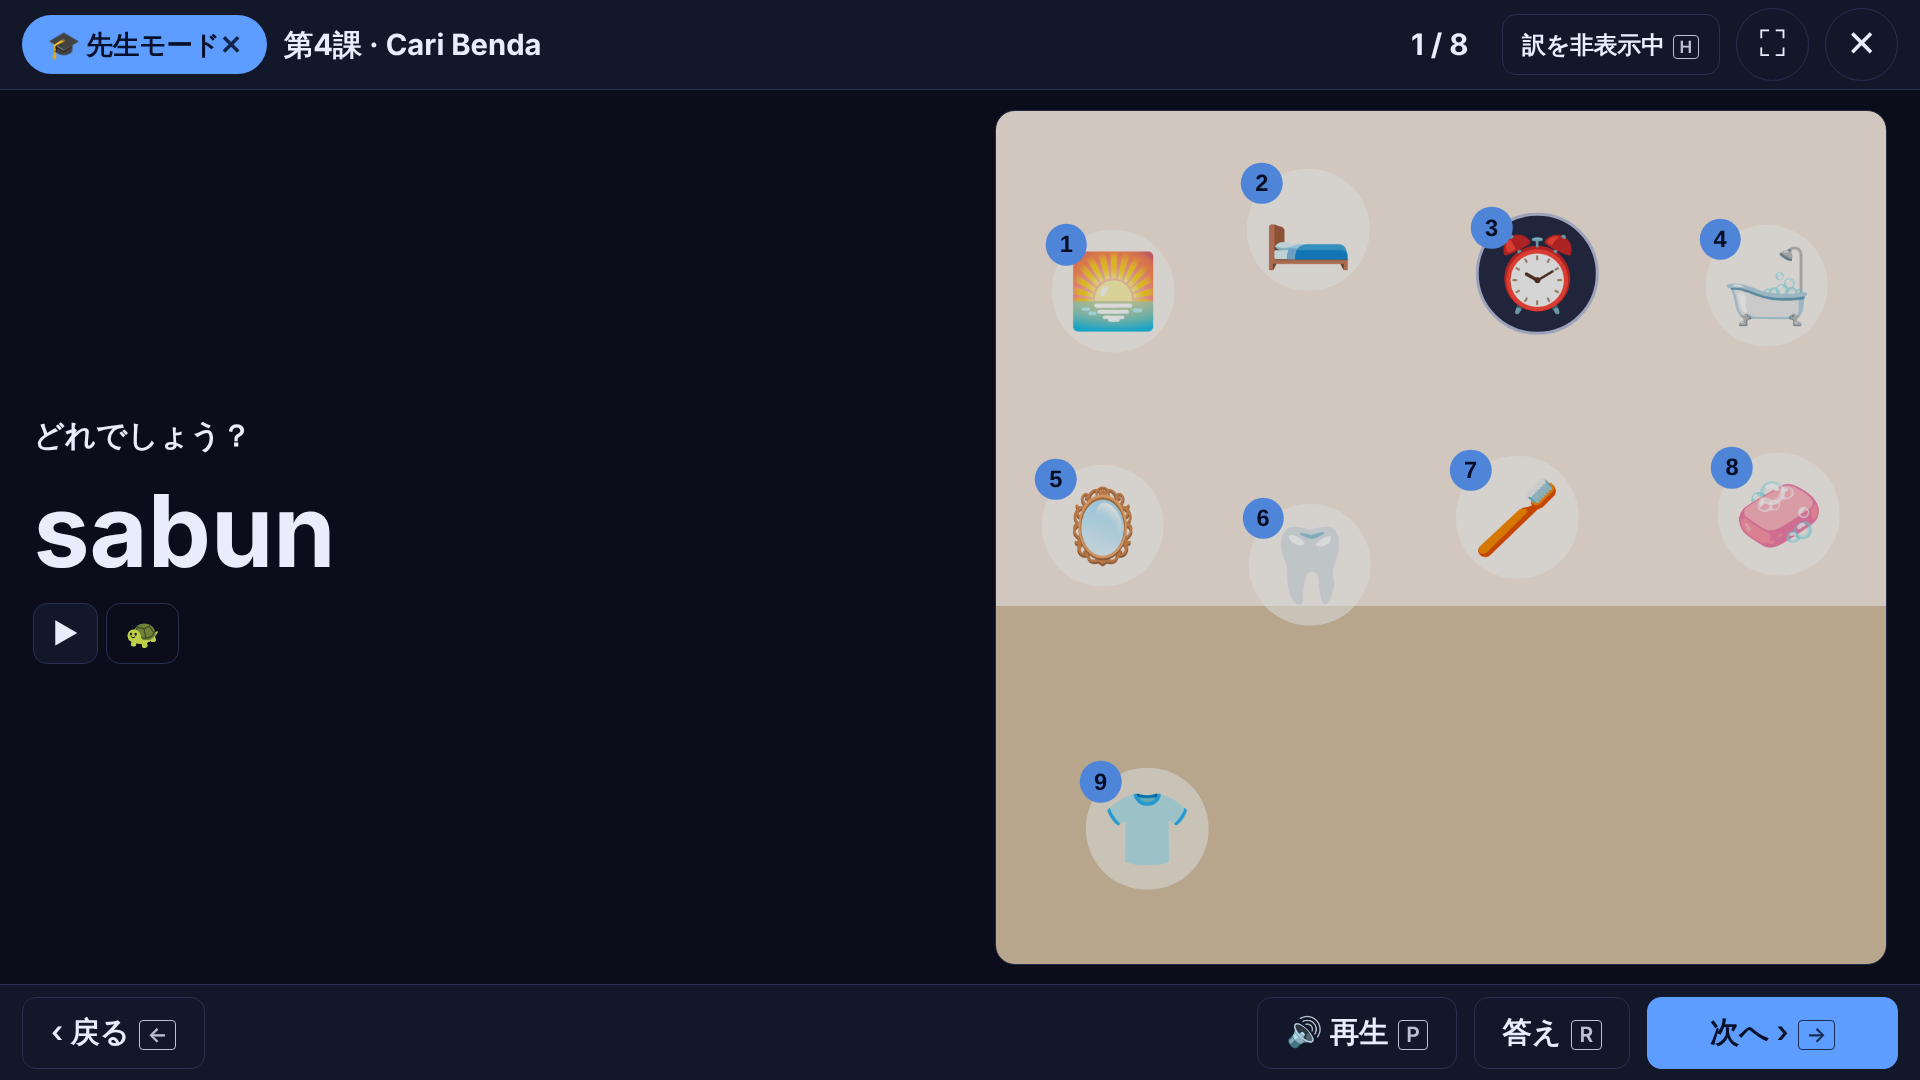 🎓 先生モード✕
第4課 · Cari Benda
1 / 8
訳を非表示中 H
✕
どれでしょう？
sabun
1
2
3
4
5
6
7
8
9
‹ 戻る ←
🔊 再生 P
答え R
次へ › →